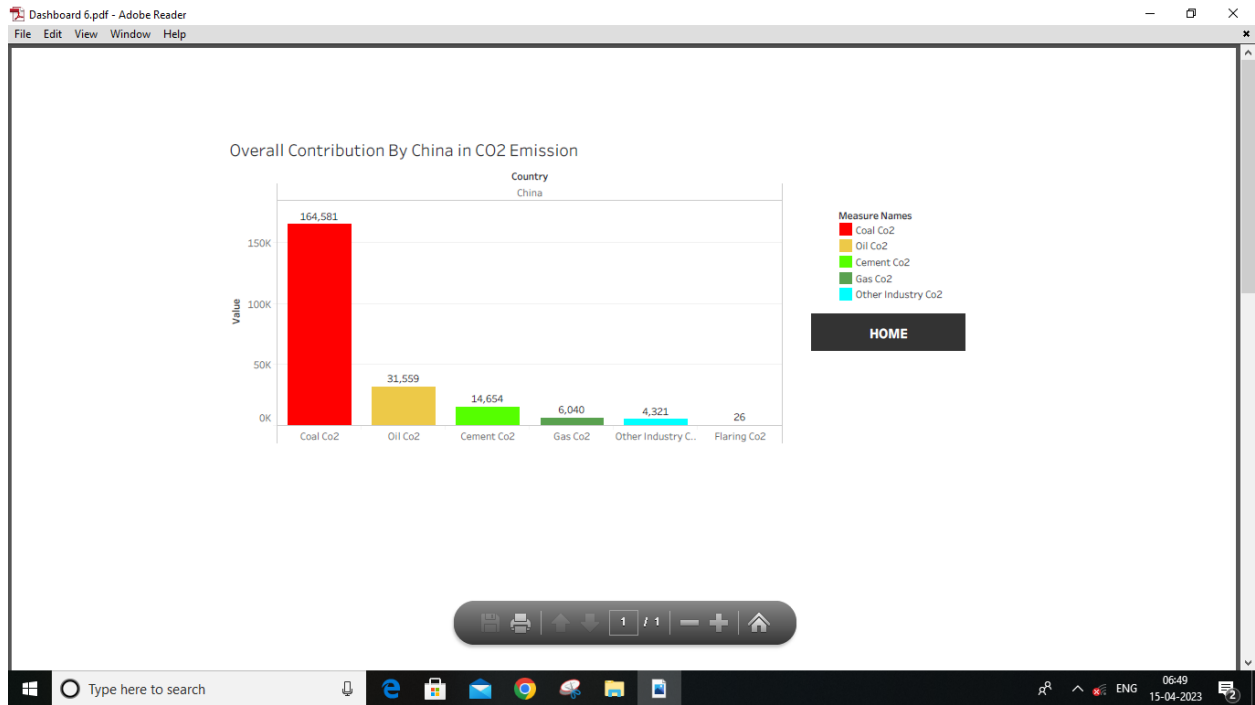 Dashboard 6.pdf - Adobe Reader
File Edit View Window Help
Overall Contribution By China in CO2 Emission
Country
China
164,581
150K
100K
50K
0K
Value
31,559
14,654
6,040
4,321
26
Coal Co2 Oil Co2 Cement Co2 Gas Co2 Other Industry C.. Flaring Co2
Measure Names
Coal Co2
Oil Co2
Cement Co2
Gas Co2
Other Industry Co2
HOME
1 / 1
Type here to search
ENG
06:49
15-04-2023
2